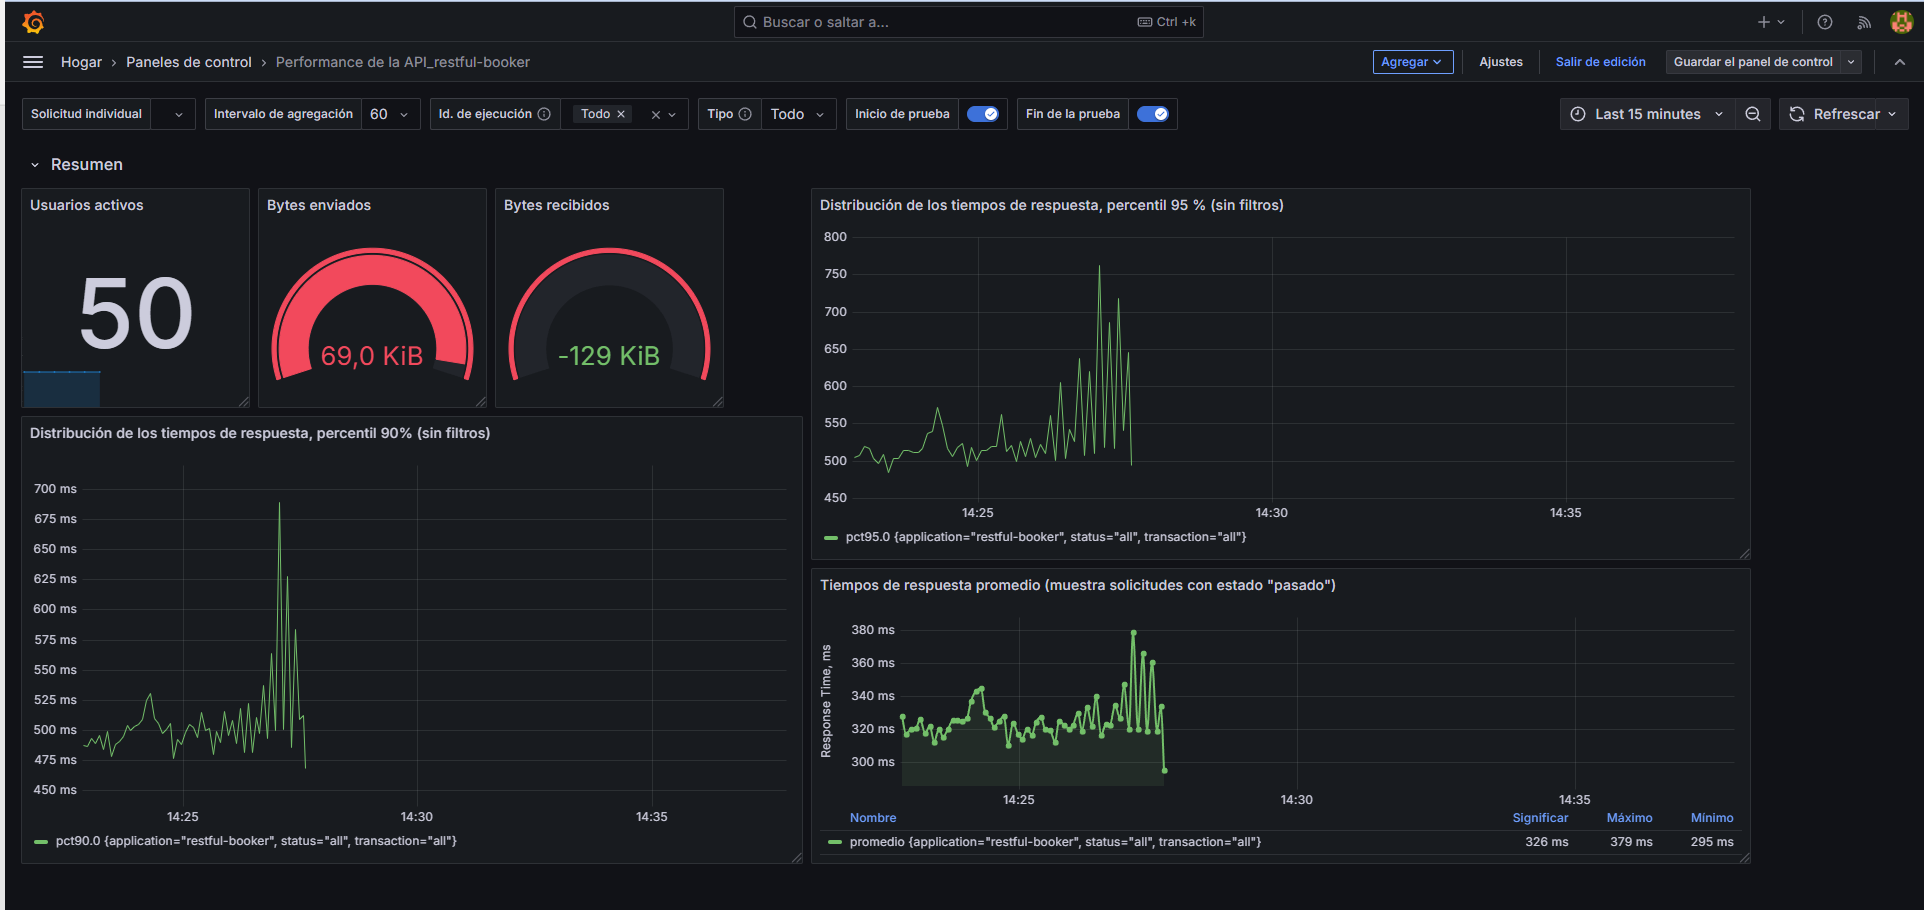 Buscar o saltar a...
Ctrl +k
Hogar › Paneles de control › Performance de la API_restful-booker
Agregar
Ajustes
Salir de edición
Guardar el panel de control
Solicitud individual
Intervalo de agregación 60
Id. de ejecución Todo
Tipo Todo
Inicio de prueba
Fin de la prueba
Last 15 minutes
Refrescar
Resumen
Usuarios activos
50
Bytes enviados
69,0 KiB
Bytes recibidos
-129 KiB
Distribución de los tiempos de respuesta, percentil 95 % (sin filtros)
800
750
700
650
600
550
500
450
14:25 14:30 14:35
pct95.0 {application="restful-booker", status="all", transaction="all"}
Distribución de los tiempos de respuesta, percentil 90% (sin filtros)
700 ms
675 ms
650 ms
625 ms
600 ms
575 ms
550 ms
525 ms
500 ms
475 ms
450 ms
14:25 14:30 14:35
pct90.0 {application="restful-booker", status="all", transaction="all"}
Tiempos de respuesta promedio (muestra solicitudes con estado "pasado")
Response Time, ms
380 ms
360 ms
340 ms
320 ms
300 ms
14:25 14:30 14:35
Nombre Significar Máximo Mínimo
promedio {application="restful-booker", status="all", transaction="all"} 326 ms 379 ms 295 ms